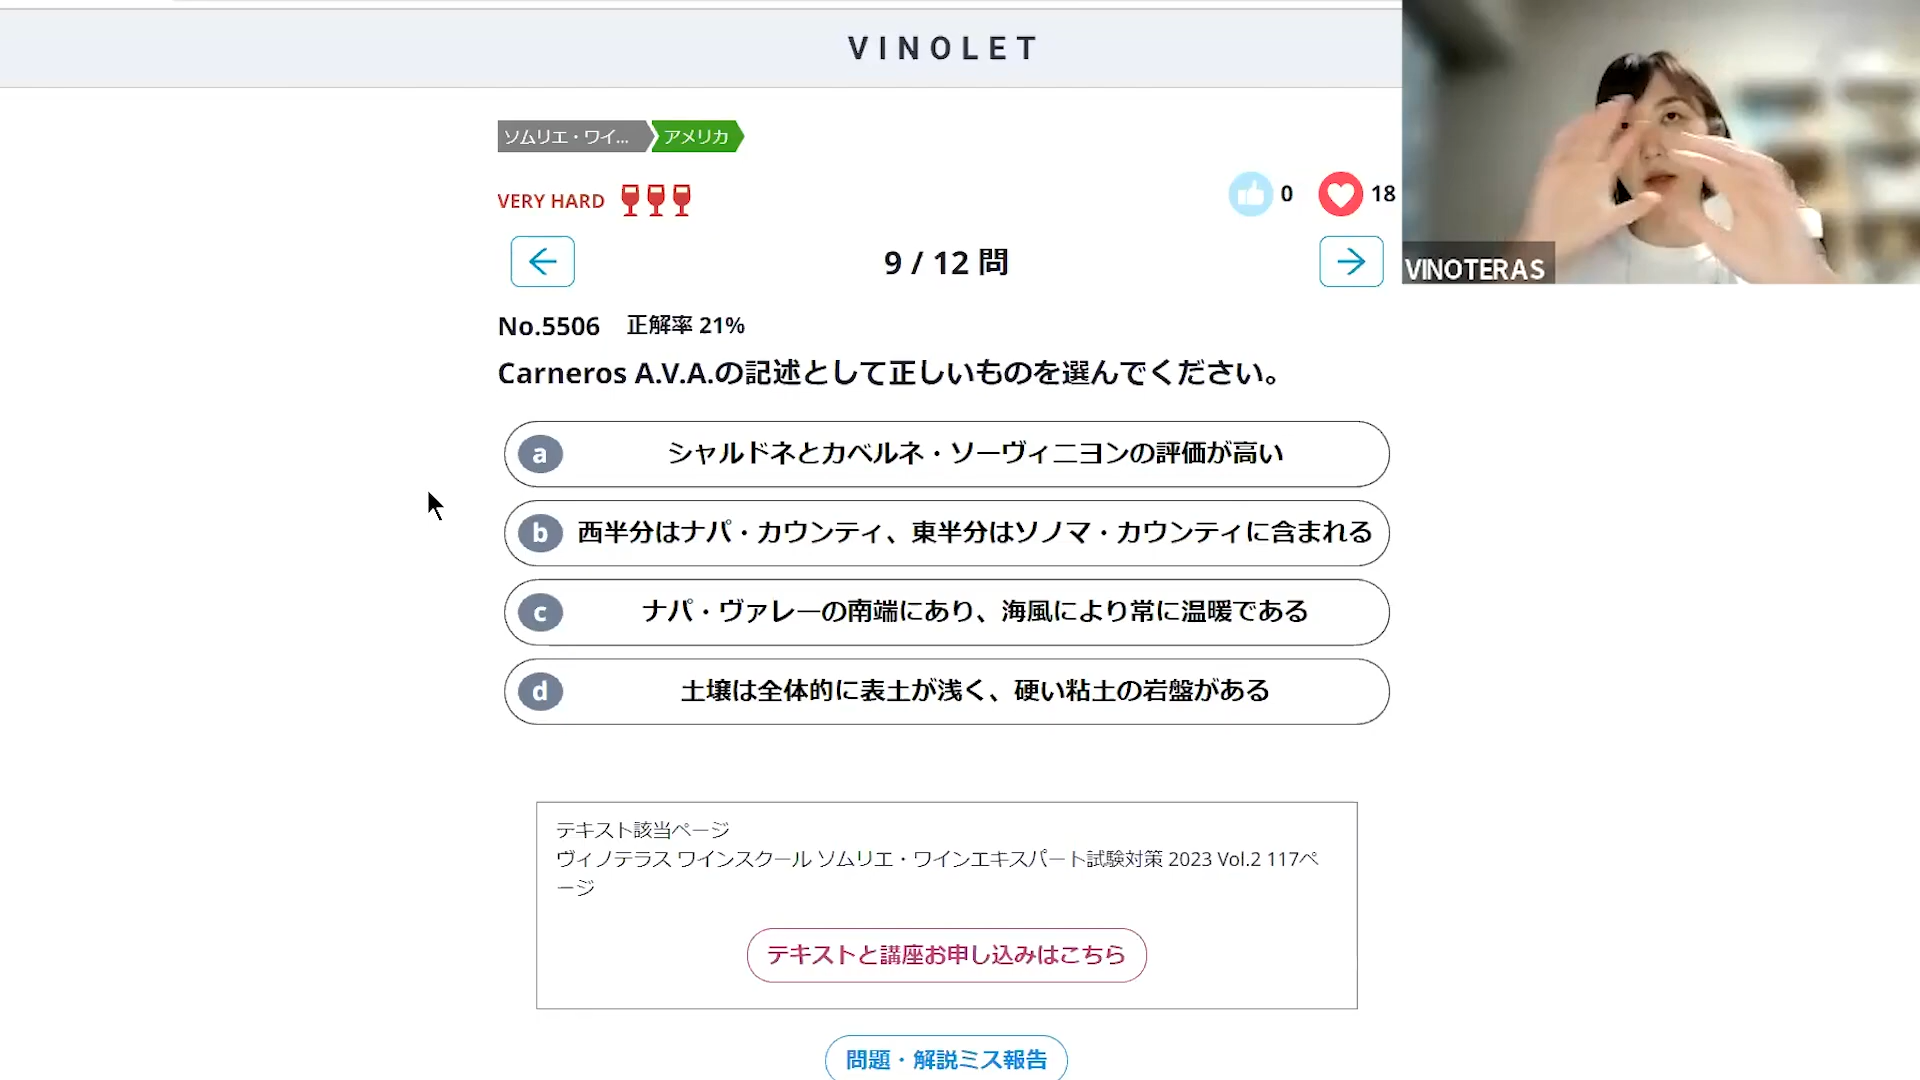 VINOLET
ソムリエ・ワイ...
アメリカ
VERY HARD
0
18
9 / 12 問
VINOTERAS
No.5506 正解率 21%
Carneros A.V.A.の記述として正しいものを選んでください。
a シャルドネとカベルネ・ソーヴィニヨンの評価が高い
b 西半分はナパ・カウンティ、東半分はソノマ・カウンティに含まれる
c ナパ・ヴァレーの南端にあり、海風により常に温暖である
d 土壌は全体的に表土が浅く、硬い粘土の岩盤がある
テキスト該当ページ
ヴィノテラス ワインスクール ソムリエ・ワインエキスパート試験対策 2023 Vol.2 117ペ
ージ
テキストと講座お申し込みはこちら
問題・解説ミス報告